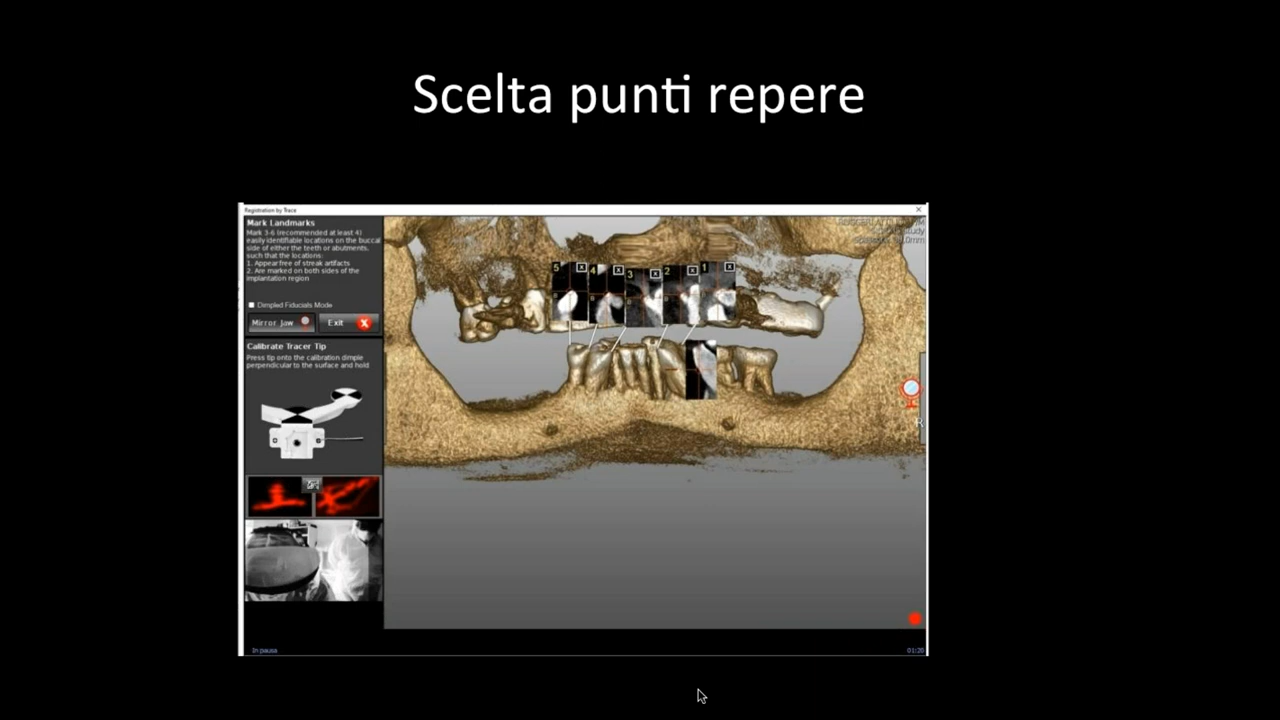 Scelta punti repere
Registration by Trace
Mark Landmarks
Mark 3-6 (recommended at least 4)
easily identifiable locations on the buccal
side of either the teeth or abutments,
such that the locations:
1. Appear free of streak artifacts
2. Are marked on both sides of the
implantation region
Dimpled Fiducials Mode
Mirror Jaw
Exit
Calibrate Tracer Tip
Press tip onto the calibration dimple
perpendicular to the surface and hold
5
4
3
2
1
R
In pausa
01:20